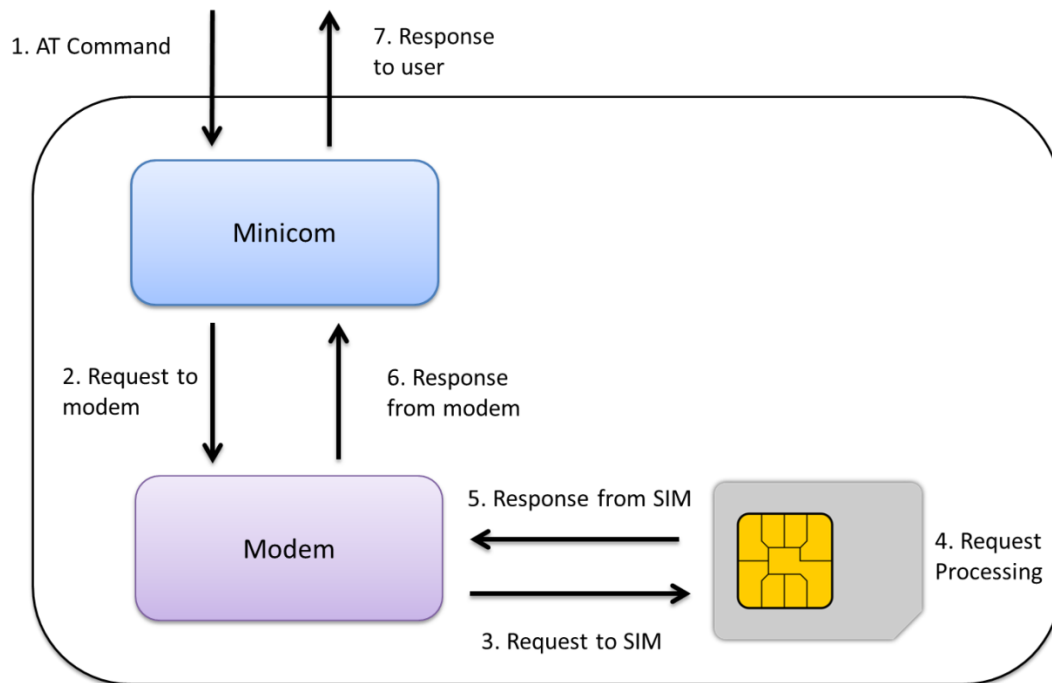 1. AT Command
7. Response
to user
Minicom
2. Request to
modem
6. Response
from modem
Modem
5. Response from SIM
4. Request
Processing
3. Request to SIM